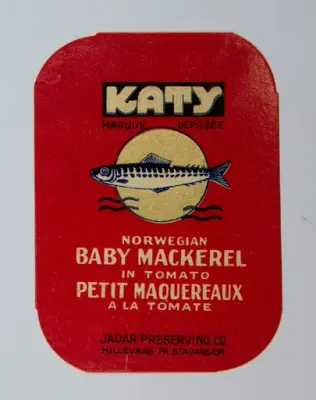 KATY
MARQUE DÉPOSÉE
NORWEGIAN
BABY MACKEREL
IN TOMATO
PETIT MAQUEREAUX
A LA TOMATE
JADAR PRESERVING CO.
HILLEVAAG PR. STAVANGER